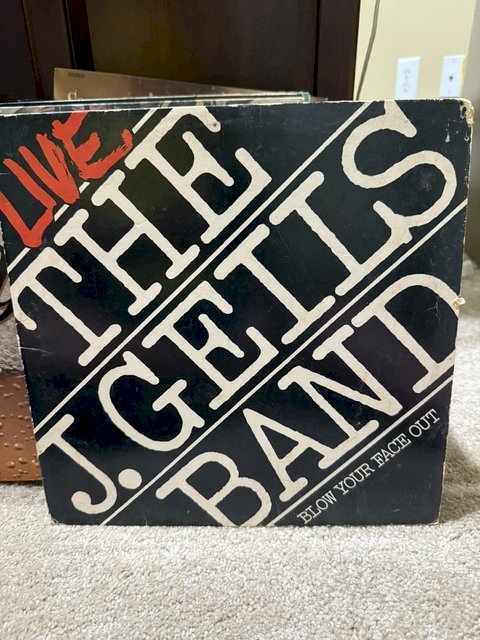 LIVE
THE
J. GEILS
BAND
BLOW YOUR FACE OUT